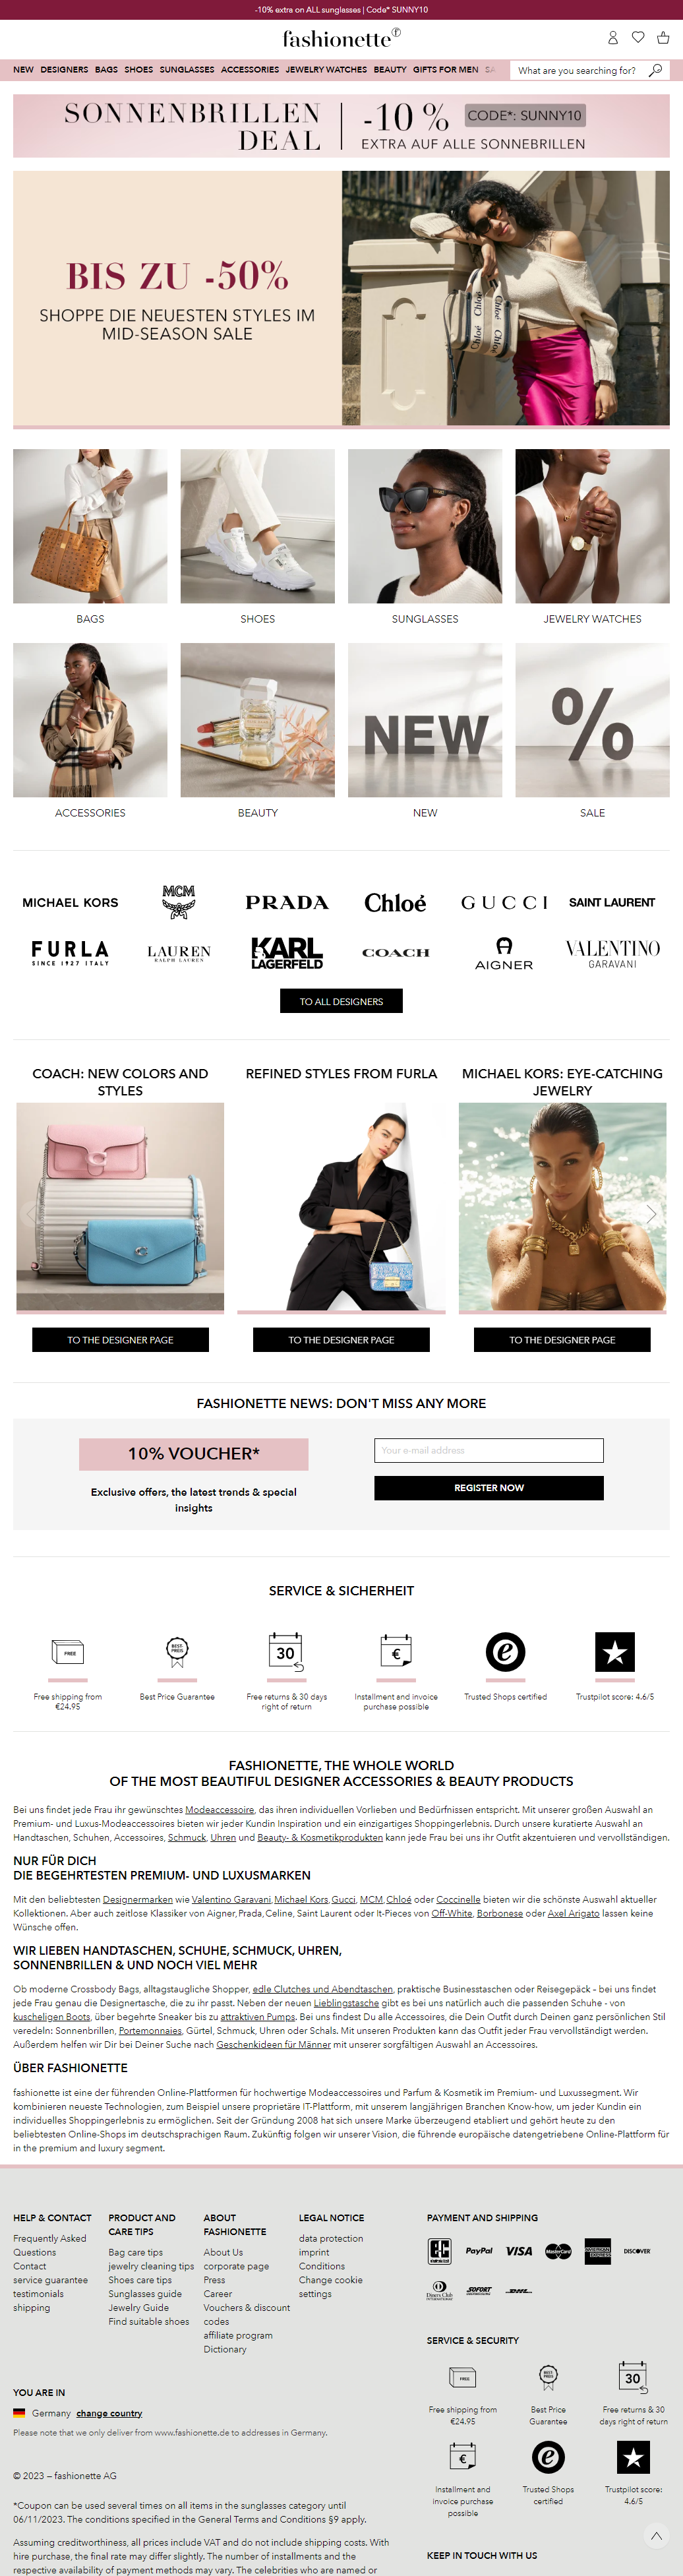 -10% extra on ALL sunglasses | Code* SUNNY10
fashionette
NEW DESIGNERS BAGS SHOES SUNGLASSES ACCESSORIES JEWELRY WATCHES BEAUTY GIFTS FOR MEN SA
What are you searching for?
SONNENBRILLEN DEAL
-10 % CODE*: SUNNY10
EXTRA AUF ALLE SONNEBRILLEN
BIS ZU -50%
SHOPPE DIE NEUESTEN STYLES IM
MID-SEASON SALE
Chloé Chloé
BAGS SHOES SUNGLASSES JEWELRY WATCHES
NEW %
ACCESSORIES BEAUTY NEW SALE
MICHAEL KORS MCM PRADA Chloé GUCCI SAINT LAURENT
FURLA
SINCE 1927 ITALY
LAUREN
RALPH LAUREN
KARL
LAGERFELD
COACH
AIGNER
VALENTINO
GARAVANI
TO ALL DESIGNERS
COACH: NEW COLORS AND
STYLES
REFINED STYLES FROM FURLA
MICHAEL KORS: EYE-CATCHING
JEWELRY
TO THE DESIGNER PAGE TO THE DESIGNER PAGE TO THE DESIGNER PAGE
FASHIONETTE NEWS: DON'T MISS ANY MORE
10% VOUCHER*
Exclusive offers, the latest trends & special
insights
Your e-mail address
REGISTER NOW
SERVICE & SICHERHEIT
FREE
BEST-
PREIS
30
€
e
Free shipping from
€24.95
Best Price Guarantee
Free returns & 30 days
right of return
Installment and invoice
purchase possible
Trusted Shops certified
Trustpilot score: 4.6/5
FASHIONETTE, THE WHOLE WORLD
OF THE MOST BEAUTIFUL DESIGNER ACCESSORIES & BEAUTY PRODUCTS
Bei uns findet jede Frau ihr gewünschtes Modeaccessoire, das ihren individuellen Vorlieben und Bedürfnissen entspricht. Mit unserer großen Auswahl an
Premium- und Luxus-Modeaccessoires bieten wir jeder Kundin Inspiration und ein einzigartiges Shoppingerlebnis. Durch unsere kuratierte Auswahl an
Handtaschen, Schuhen, Accessoires, Schmuck, Uhren und Beauty- & Kosmetikprodukten kann jede Frau bei uns ihr Outfit akzentuieren und vervollständigen.
NUR FÜR DICH
DIE BEGEHRTESTEN PREMIUM- UND LUXUSMARKEN
Mit den beliebtesten Designermarken wie Valentino Garavani, Michael Kors, Gucci, MCM, Chloé oder Coccinelle bieten wir die schönste Auswahl aktueller
Kollektionen. Aber auch zeitlose Klassiker von Aigner, Prada, Celine, Saint Laurent oder It-Pieces von Off-White, Borbonese oder Axel Arigato lassen keine
Wünsche offen.
WIR LIEBEN HANDTASCHEN, SCHUHE, SCHMUCK, UHREN,
SONNENBRILLEN & UND NOCH VIEL MEHR
Ob moderne Crossbody Bags, alltagstaugliche Shopper, edle Clutches und Abendtaschen, praktische Businesstaschen oder Reisegepäck – bei uns findet
jede Frau genau die Designertasche, die zu ihr passt. Neben der neuen Lieblingstasche gibt es bei uns natürlich auch die passenden Schuhe - von
kuscheligen Boots, über begehrte Sneaker bis zu attraktiven Pumps. Bei uns findest Du alle Accessoires, die Dein Outfit durch Deinen ganz persönlichen Stil
veredeln: Sonnenbrillen, Portemonnaies, Gürtel, Schmuck, Uhren oder Schals. Mit unseren Produkten kann das Outfit jeder Frau vervollständigt werden.
Außerdem helfen wir Dir bei Deiner Suche nach Geschenkideen für Männer mit unserer sorgfältigen Auswahl an Accessoires.
ÜBER FASHIONETTE
fashionette ist eine der führenden Online-Plattformen für hochwertige Modeaccessoires und Parfum & Kosmetik im Premium- und Luxussegment. Wir
kombinieren neueste Technologien, zum Beispiel unsere proprietäre IT-Plattform, mit unserem langjährigen Branchen Know-how, um jeder Kundin ein
individuelles Shoppingerlebnis zu ermöglichen. Seit der Gründung 2008 hat sich unsere Marke überzeugend etabliert und gehört heute zu den
beliebtesten Online-Shops im deutschsprachigen Raum. Zukünftig folgen wir unserer Vision, die führende europäische datengetriebene Online-Plattform für
in the premium and luxury segment.
HELP & CONTACT
Frequently Asked
Questions
Contact
service guarantee
testimonials
shipping
PRODUCT AND
CARE TIPS
Bag care tips
jewelry cleaning tips
Shoes care tips
Sunglasses guide
Jewelry Guide
Find suitable shoes
ABOUT
FASHIONETTE
About Us
corporate page
Press
Career
Vouchers & discount
codes
affiliate program
Dictionary
LEGAL NOTICE
data protection
imprint
Conditions
Change cookie
settings
PAYMENT AND SHIPPING
PayPal VISA MasterCard AMERICAN EXPRESS DISCOVER
Diners Club
INTERNATIONAL
SOFORT
DHL
SERVICE & SECURITY
FREE
BEST-
PREIS
30
Free shipping from
€24.95
Best Price
Guarantee
Free returns & 30
days right of return
€
e
Installment and
invoice purchase
possible
Trusted Shops
certified
Trustpilot score:
4.6/5
YOU ARE IN
Germany change country
Please note that we only deliver from www.fashionette.de to addresses in Germany.
© 2023 – fashionette AG
*Coupon can be used several times on all items in the sunglasses category until
06/11/2023. The conditions specified in the General Terms and Conditions §9 apply.
Assuming creditworthiness, all prices include VAT and do not include shipping costs. With
hire purchase, the final rate may differ slightly. The number of installments and the
respective availability of payment methods may vary. The celebrities who are named or
KEEP IN TOUCH WITH US